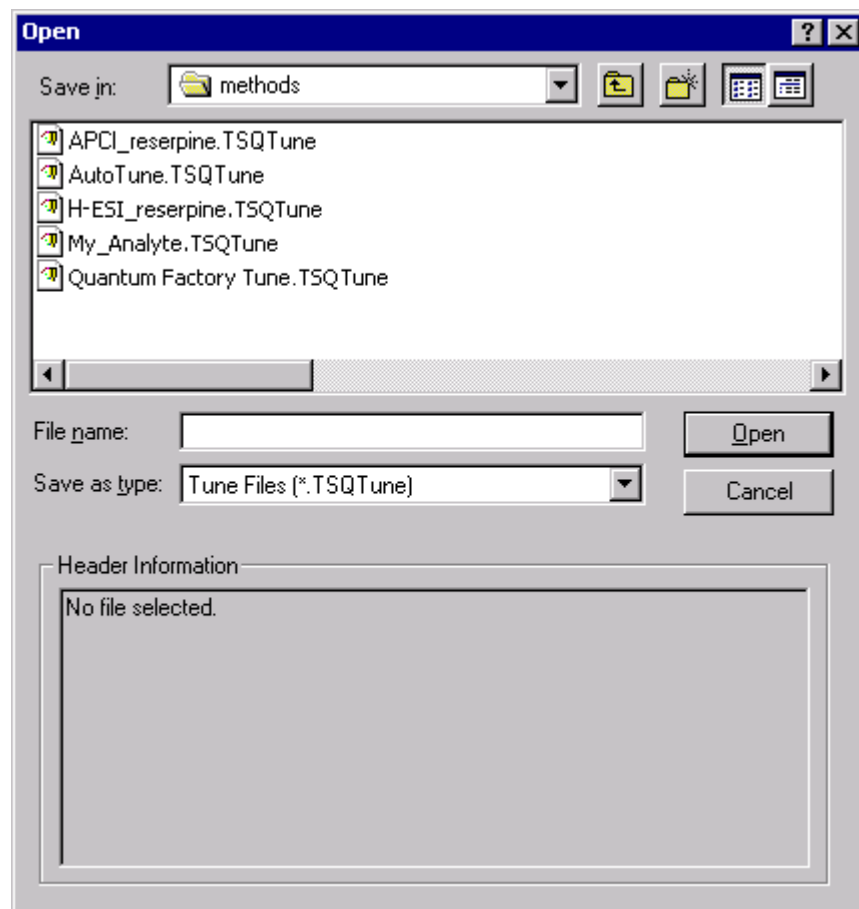 Open
Save in: methods
APCI_reserpine.TSQTune
AutoTune.TSQTune
H-ESI_reserpine.TSQTune
My_Analyte.TSQTune
Quantum Factory Tune.TSQTune
File name: Open
Save as type: Tune Files (*.TSQTune) Cancel
Header Information
No file selected.